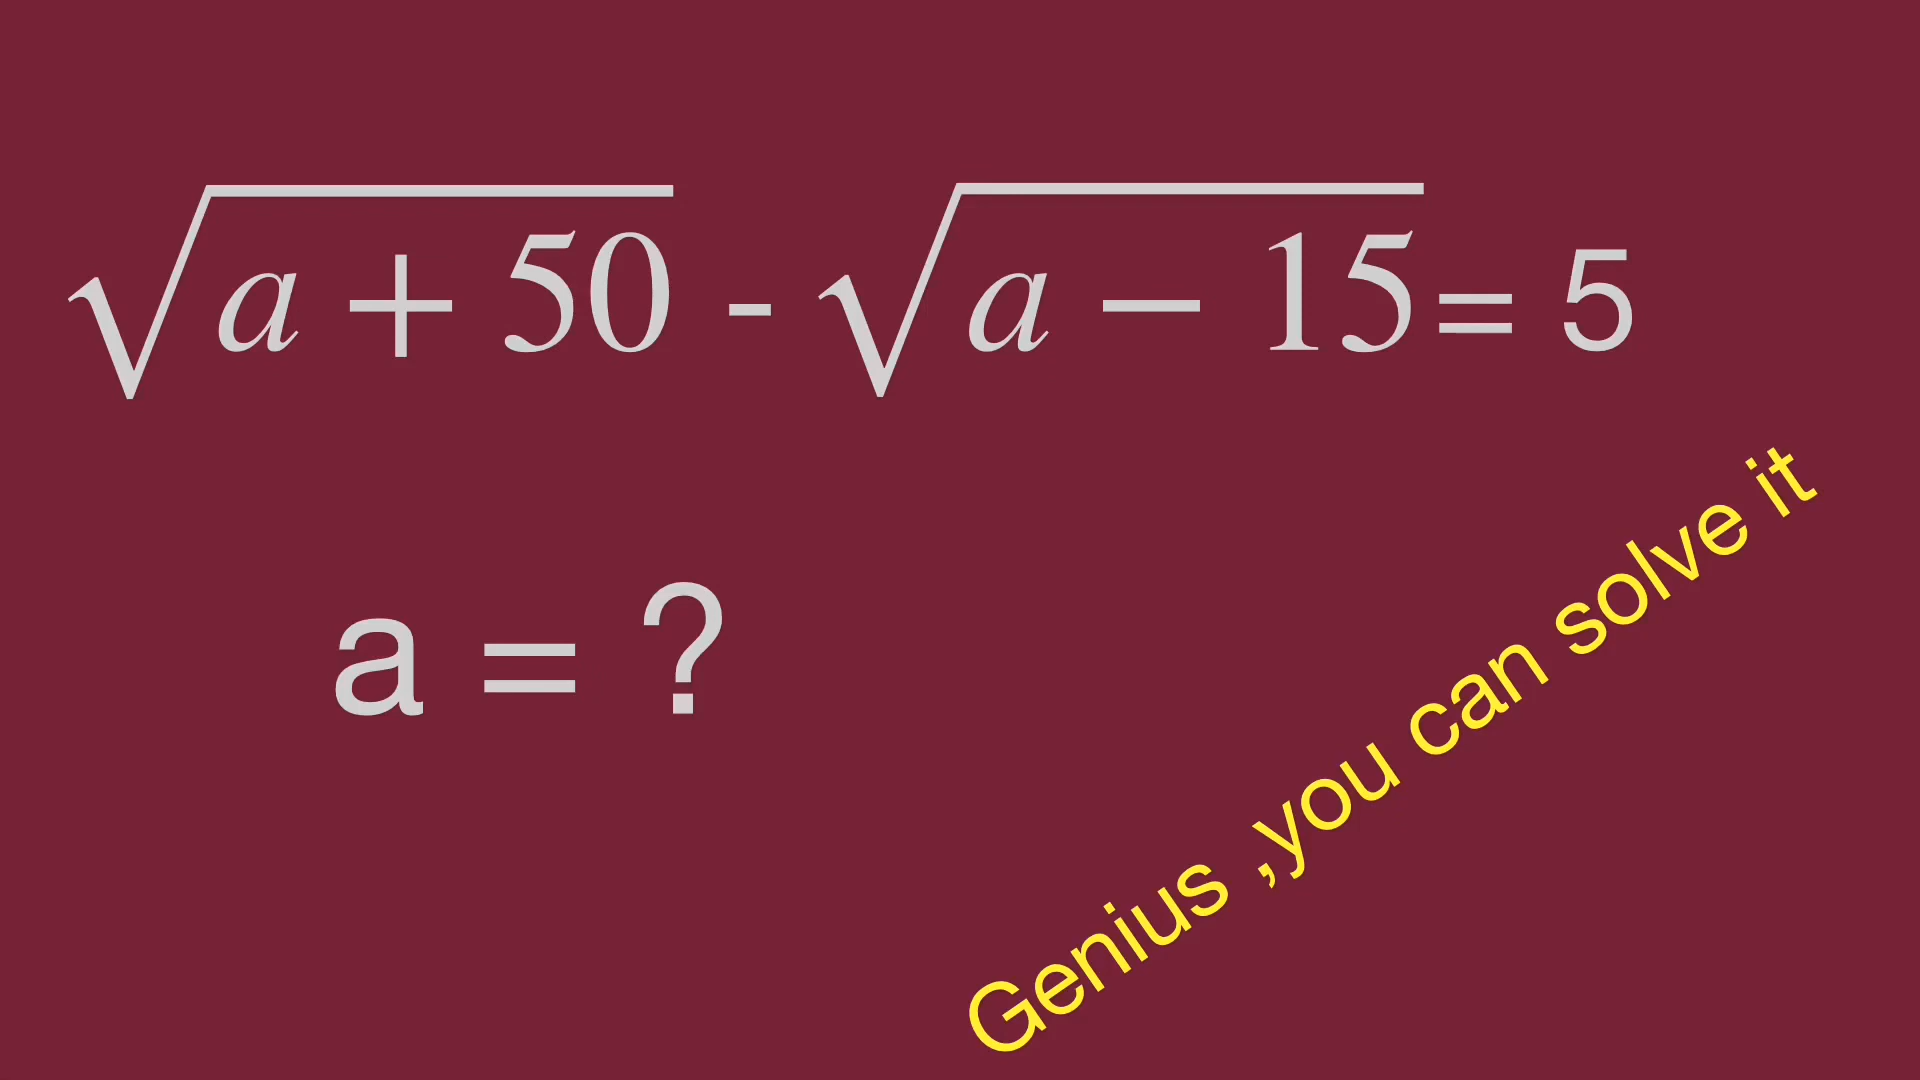 √a + 50 - √a − 15= 5
a = ?
Genius ,you can solve it